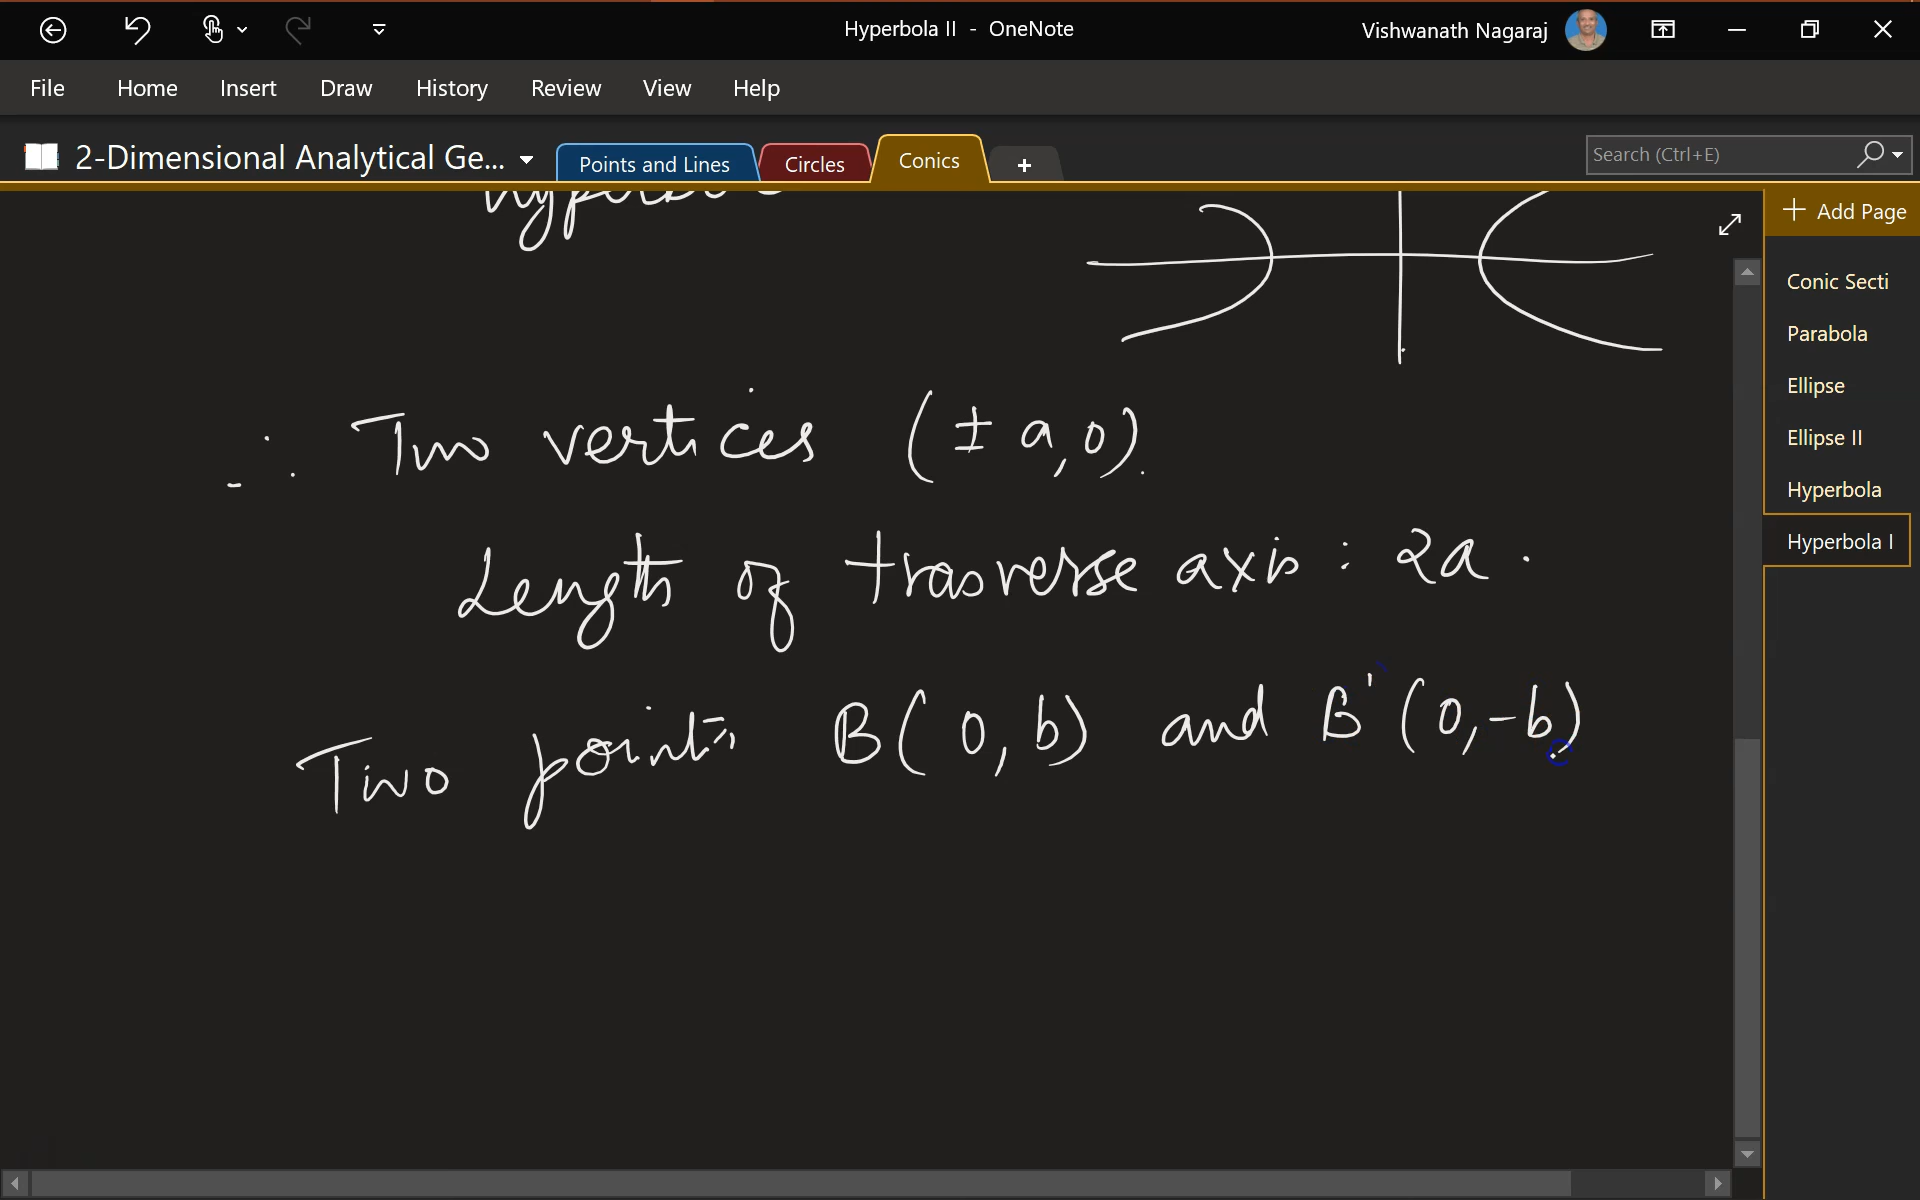 Hyperbola II - OneNote
Vishwanath Nagaraj
File Home Insert Draw History Review View Help
2-Dimensional Analytical Ge...
Points and Lines
Circles
Conics
+
Search (Ctrl+E)
+ Add Page
Conic Secti
Parabola
Ellipse
Ellipse II
Hyperbola
Hyperbola I
∴ Two vertices (± a, 0).
Length of trasverse axis : 2a.
Two points, B(0, b) and B'(0, -b)